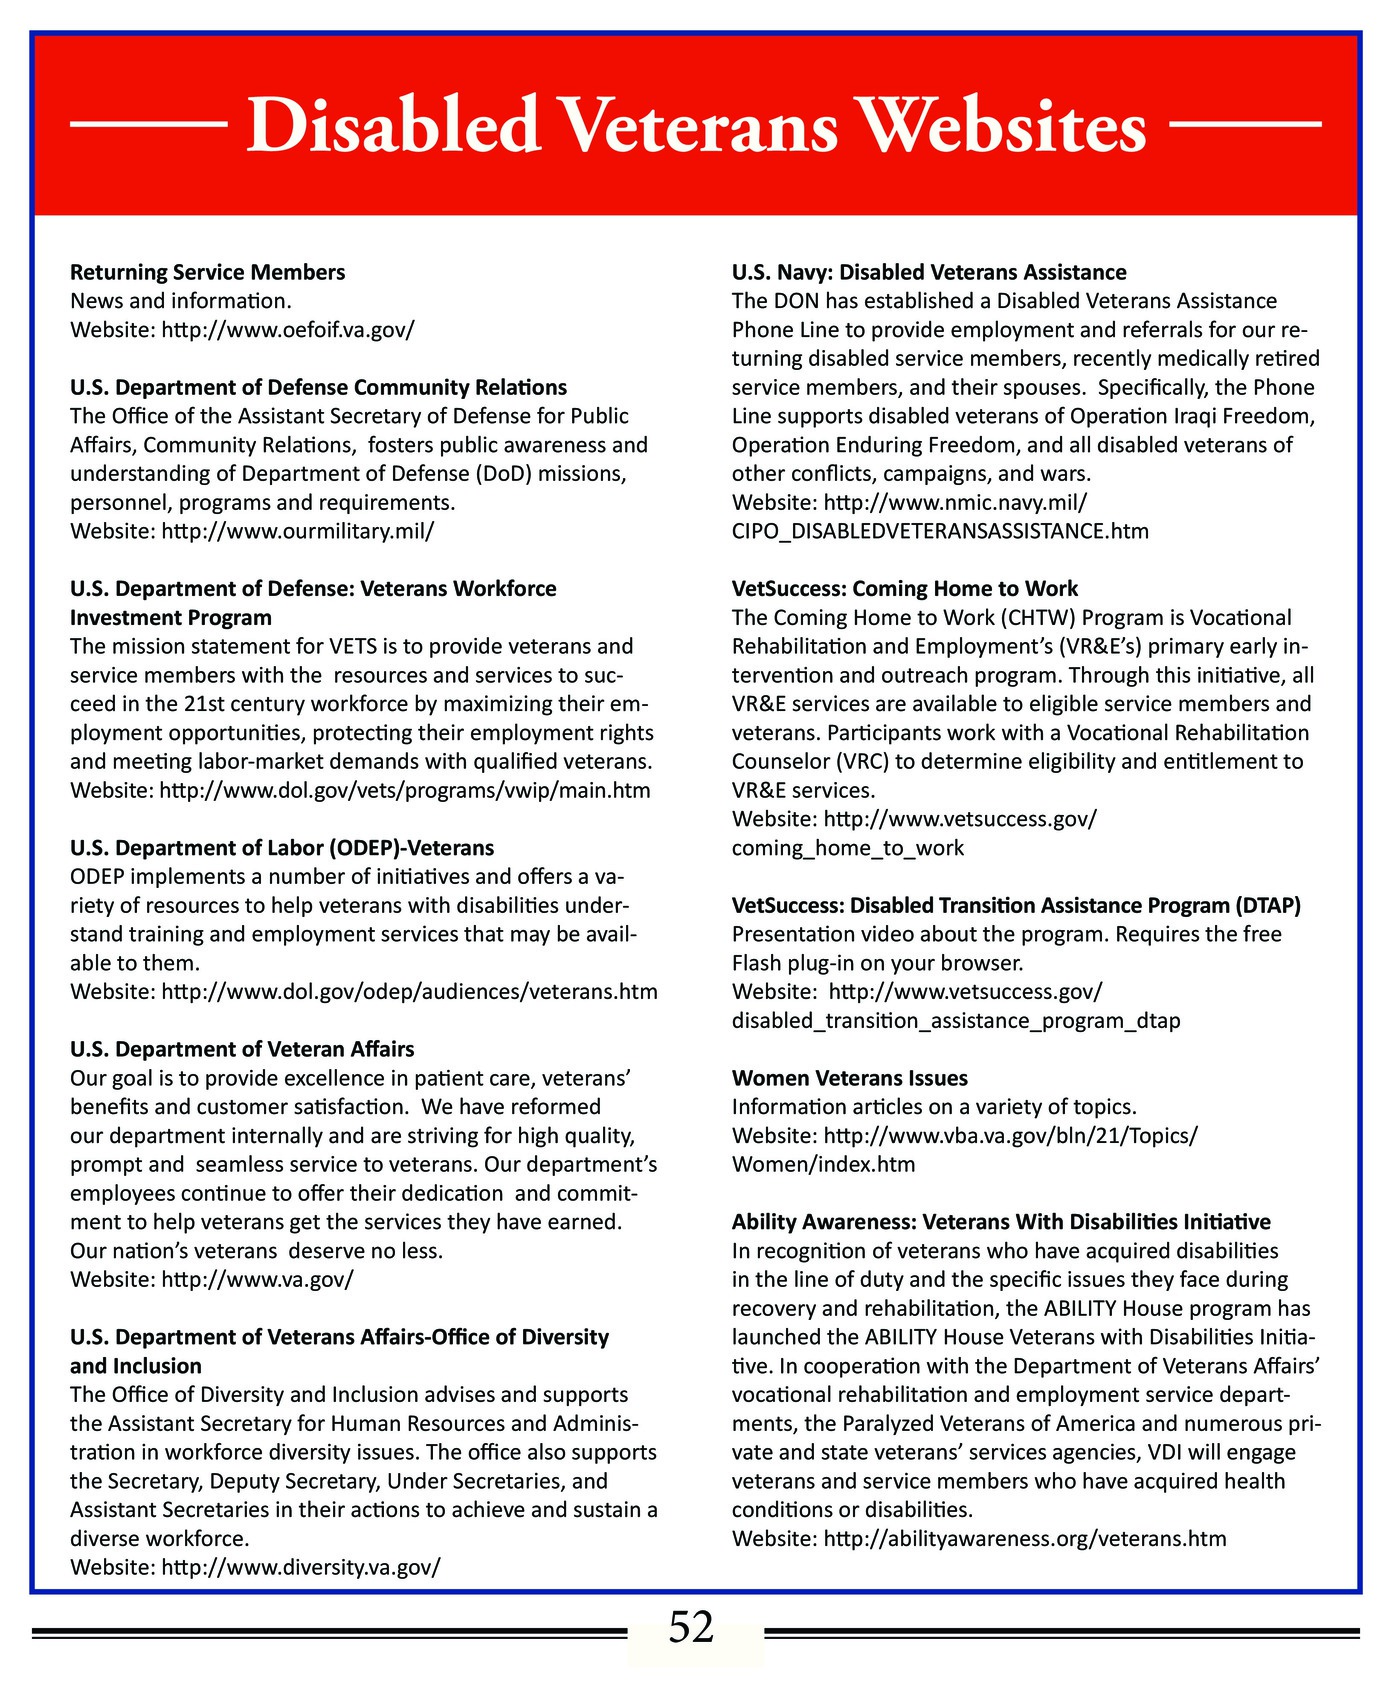 Disabled Veterans Websites
Returning Service Members
News and information.
Website: http://www.oefoif.va.gov/
U.S. Department of Defense Community Relations
The Office of the Assistant Secretary of Defense for Public
Affairs, Community Relations,  fosters public awareness and
understanding of Department of Defense (DoD) missions,
personnel, programs and requirements.
Website: http://www.ourmilitary.mil/
U.S. Department of Defense: Veterans Workforce
Investment Program
The mission statement for VETS is to provide veterans and
service members with the  resources and services to suc-
ceed in the 21st century workforce by maximizing their em-
ployment opportunities, protecting their employment rights
and meeting labor-market demands with qualified veterans.
Website: http://www.dol.gov/vets/programs/vwip/main.htm
U.S. Department of Labor (ODEP)-Veterans
ODEP implements a number of initiatives and offers a va-
riety of resources to help veterans with disabilities under-
stand training and employment services that may be avail-
able to them.
Website: http://www.dol.gov/odep/audiences/veterans.htm
U.S. Department of Veteran Affairs
Our goal is to provide excellence in patient care, veterans’
benefits and customer satisfaction.  We have reformed
our department internally and are striving for high quality,
prompt and  seamless service to veterans. Our department’s
employees continue to offer their dedication  and commit-
ment to help veterans get the services they have earned.
Our nation’s veterans  deserve no less.
Website: http://www.va.gov/
U.S. Department of Veterans Affairs-Office of Diversity
and Inclusion
The Office of Diversity and Inclusion advises and supports
the Assistant Secretary for Human Resources and Adminis-
tration in workforce diversity issues. The office also supports
the Secretary, Deputy Secretary, Under Secretaries, and
Assistant Secretaries in their actions to achieve and sustain a
diverse workforce.
Website: http://www.diversity.va.gov/
U.S. Navy: Disabled Veterans Assistance
The DON has established a Disabled Veterans Assistance
Phone Line to provide employment and referrals for our re-
turning disabled service members, recently medically retired
service members, and their spouses.  Specifically, the Phone
Line supports disabled veterans of Operation Iraqi Freedom,
Operation Enduring Freedom, and all disabled veterans of
other conflicts, campaigns, and wars.
Website: http://www.nmic.navy.mil/
CIPO_DISABLEDVETERANSASSISTANCE.htm
VetSuccess: Coming Home to Work
The Coming Home to Work (CHTW) Program is Vocational
Rehabilitation and Employment’s (VR&E’s) primary early in-
tervention and outreach program. Through this initiative, all
VR&E services are available to eligible service members and
veterans. Participants work with a Vocational Rehabilitation
Counselor (VRC) to determine eligibility and entitlement to
VR&E services.
Website: http://www.vetsuccess.gov/
coming_home_to_work
VetSuccess: Disabled Transition Assistance Program (DTAP)
Presentation video about the program. Requires the free
Flash plug-in on your browser.
Website:  http://www.vetsuccess.gov/
disabled_transition_assistance_program_dtap
Women Veterans Issues
Information articles on a variety of topics.
Website: http://www.vba.va.gov/bln/21/Topics/
Women/index.htm
Ability Awareness: Veterans With Disabilities Initiative
In recognition of veterans who have acquired disabilities
in the line of duty and the specific issues they face during
recovery and rehabilitation, the ABILITY House program has
launched the ABILITY House Veterans with Disabilities Initia-
tive. In cooperation with the Department of Veterans Affairs’
vocational rehabilitation and employment service depart-
ments, the Paralyzed Veterans of America and numerous pri-
vate and state veterans’ services agencies, VDI will engage
veterans and service members who have acquired health
conditions or disabilities.
Website: http://abilityawareness.org/veterans.htm
52